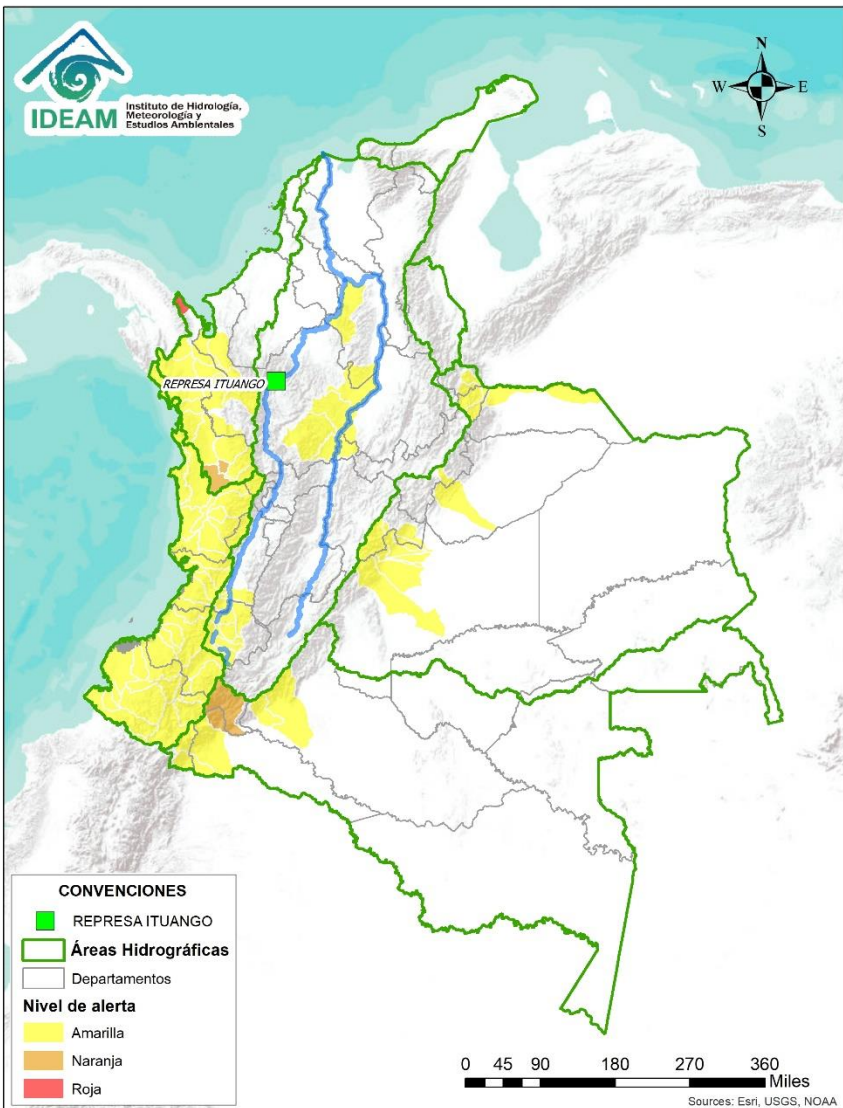 IDEAM
Instituto de Hidrología,
Meteorología y
Estudios Ambientales
N
W
E
S
REPRESA ITUANGO
CONVENCIONES
REPRESA ITUANGO
Áreas Hidrográficas
Departamentos
Nivel de alerta
Amarilla
Naranja
Roja
0 45 90 180 270 360
Miles
Sources: Esri, USGS, NOAA